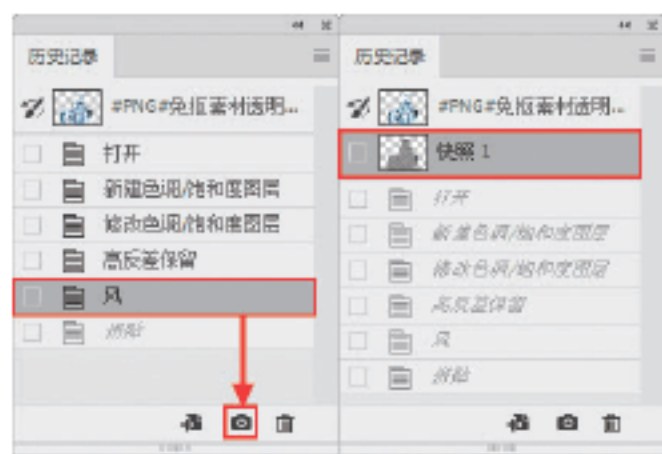 历史记录
#PNG#免抠素材透明...
打开
新建色调/饱和度图层
修改色调/饱和度图层
高反差保留
风
拼贴
历史记录
#PNG#免抠素材透明...
快照 1
打开
新建色调/饱和度图层
修改色调/饱和度图层
高反差保留
风
拼贴